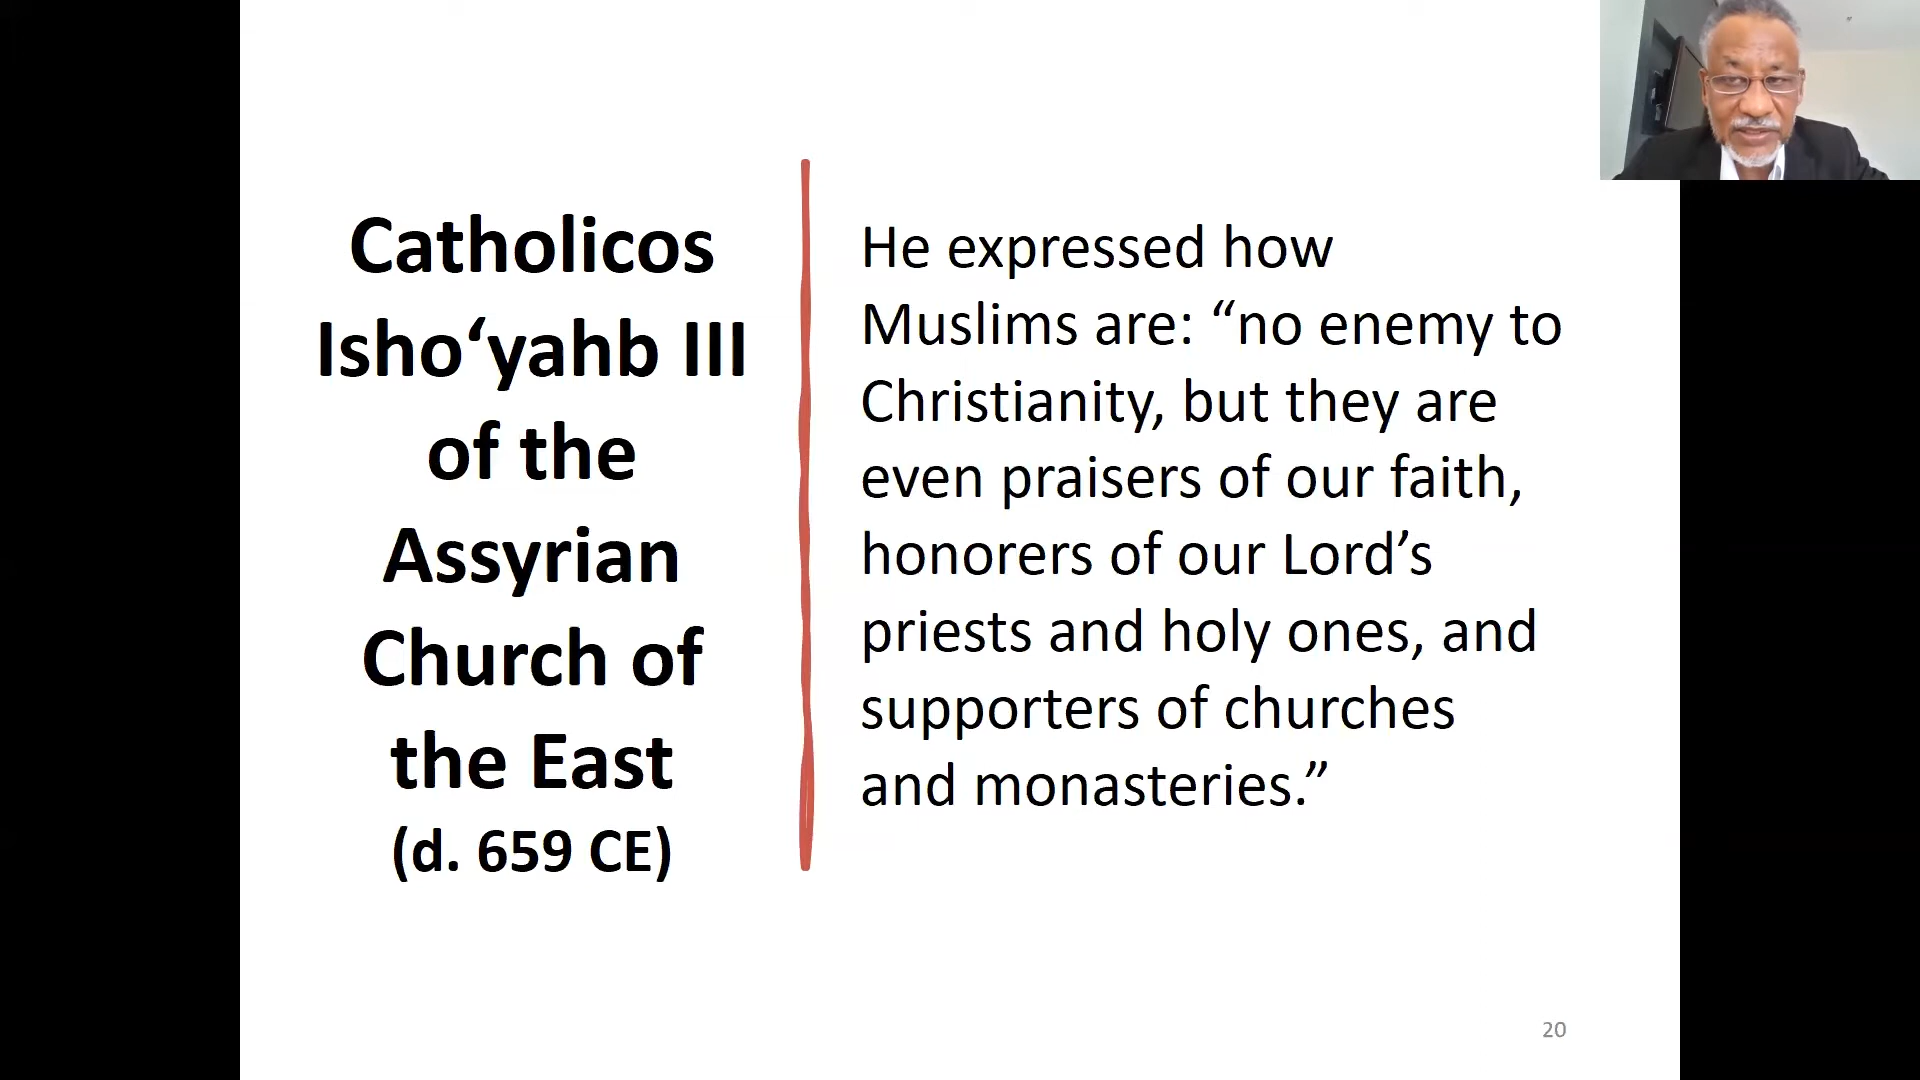 Catholicos
Isho‘yahb III
of the
Assyrian
Church of
the East
(d. 659 CE)
He expressed how
Muslims are: “no enemy to
Christianity, but they are
even praisers of our faith,
honorers of our Lord’s
priests and holy ones, and
supporters of churches
and monasteries.”
20